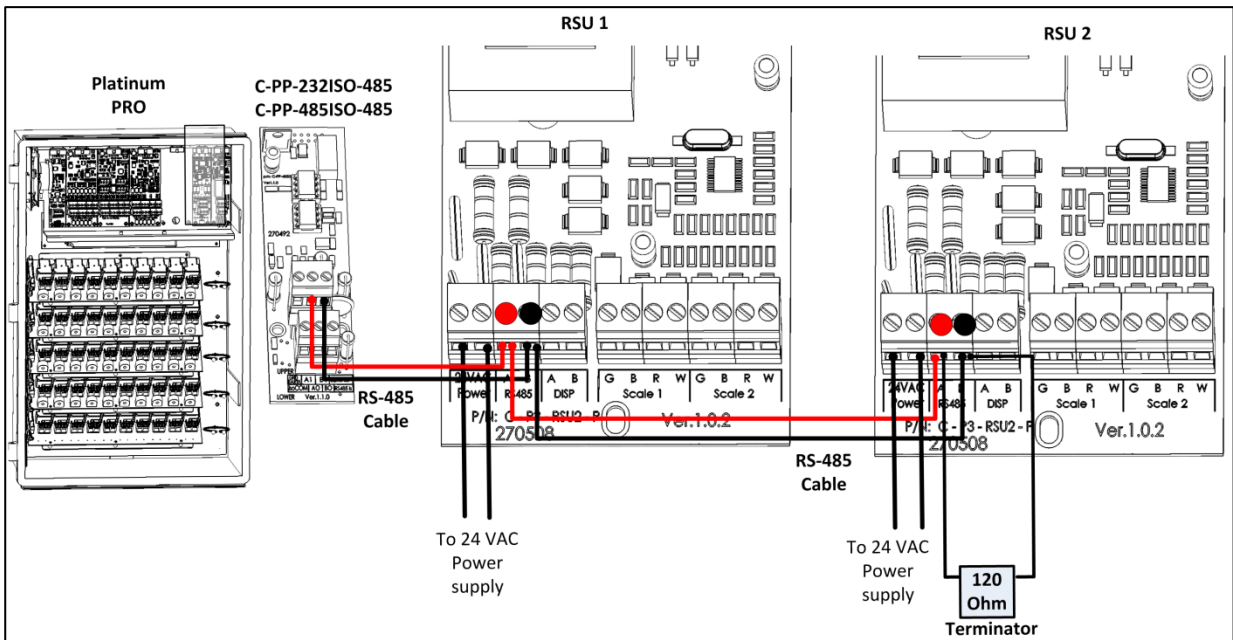 RSU 1
RSU 2
Platinum
PRO
C-PP-232ISO-485
C-PP-485ISO-485
270492
UPPER
LOWER
A1
Ver.1.1.0
RS-485
Cable
24VAC
Power
RS485
A B
DISP
G B R W
Scale 1
G B R W
Scale 2
270508
Ver.1.0.2
To 24 VAC
Power
supply
RS-485
Cable
24VAC
Power
A
RS485
A B
DISP
G B R W
Scale 1
G B R W
Scale 2
P/N: C - P3 - RSU2 - P
270508
Ver.1.0.2
To 24 VAC
Power
supply
120
Ohm
Terminator